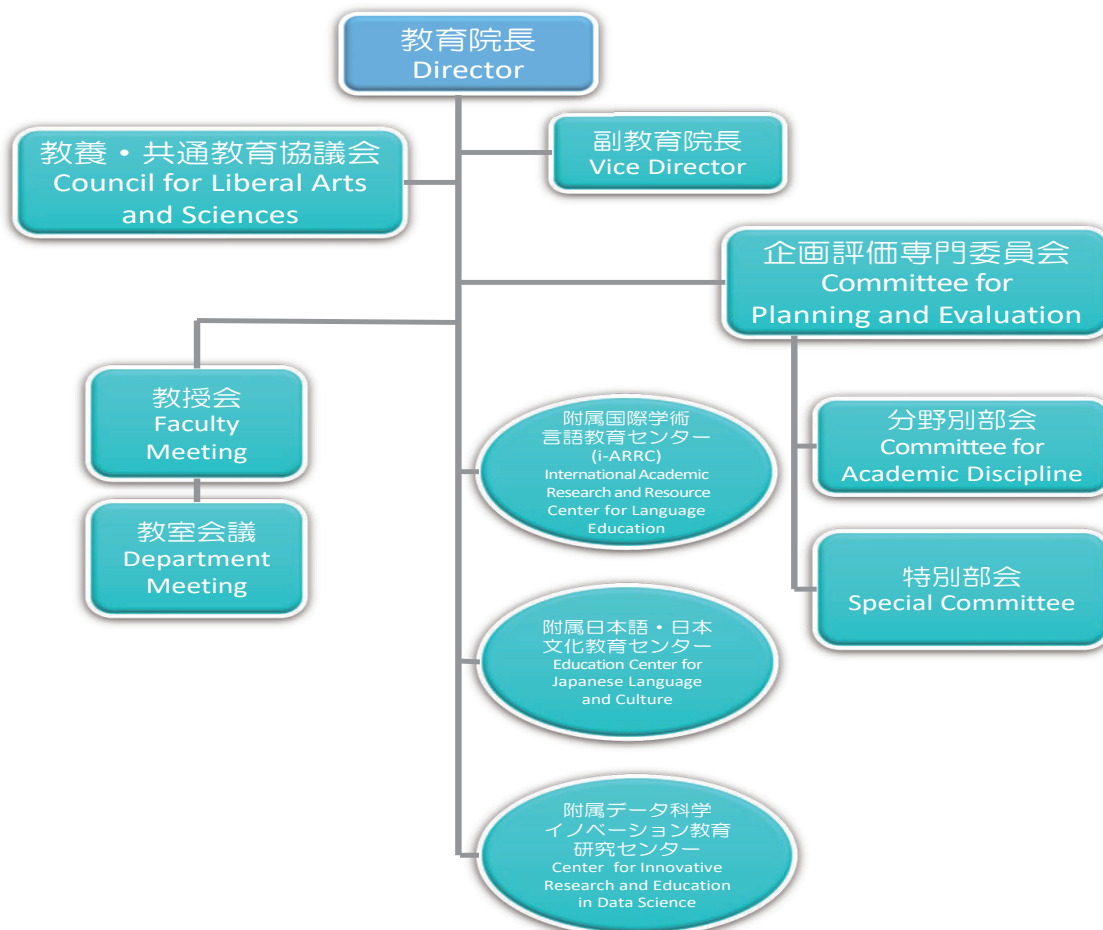 教育院長
Director
教養・共通教育協議会
Council for Liberal Arts
and Sciences
副教育院長
Vice Director
企画評価専門委員会
Committee for
Planning and Evaluation
教授会
Faculty
Meeting
教室会議
Department
Meeting
附属国際学術
言語教育センター
(i-ARRC)
International Academic
Research and Resource
Center for Language
Education
分野別部会
Committee for
Academic Discipline
特別部会
Special Committee
附属日本語・日本
文化教育センター
Education Center for
Japanese Language
and Culture
附属データ科学
イノベーション教育
研究センター
Center for Innovative
Research and Education
in Data Science